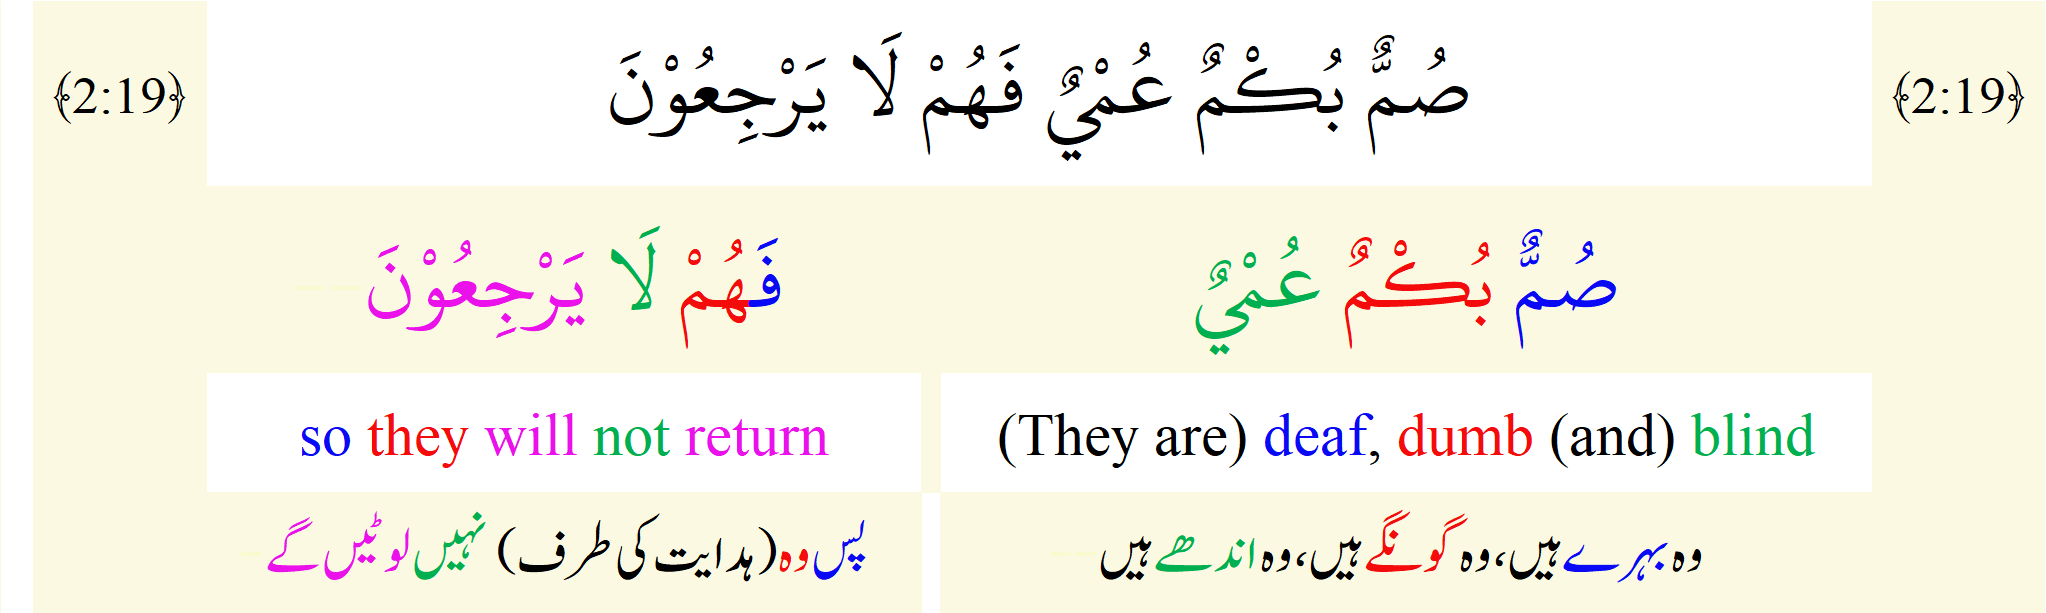 ﴿2:19﴾ صُمٌّۢ بُكْمٌ عُمْيٌ فَهُمْ لَا يَرْجِعُوْنَ ﴿2:19﴾
صُمٌّۢ بُكْمٌ عُمْيٌ
فَهُمْ لَا يَرْجِعُوْنَ
(They are) deaf, dumb (and) blind
so they will not return
وہ بہرے ہیں، وہ گونگے ہیں، وہ اندھے ہیں
پس وہ (ہدایت کی طرف) نہیں لوٹیں گے